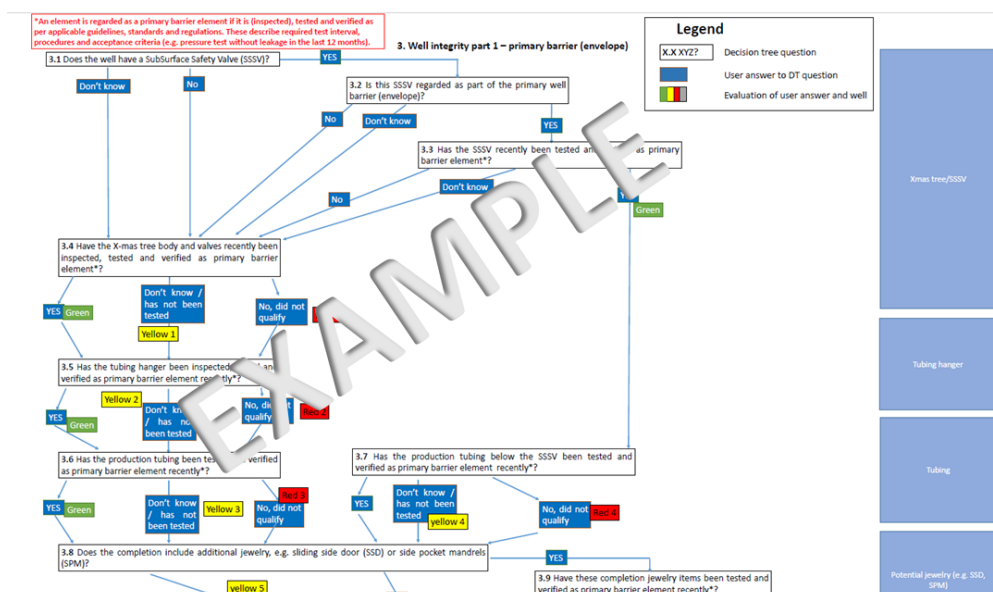 *An element is regarded as a primary barrier element if it is (inspected), tested and verified as
per applicable guidelines, standards and regulations. These describe required test interval,
procedures and acceptance criteria (e.g. pressure test without leakage in the last 12 months).
3. Well integrity part 1 – primary barrier (envelope)
Legend
X.X XYZ?
Decision tree question
User answer to DT question
Evaluation of user answer and well
3.1 Does the well have a SubSurface Safety Valve (SSSV)?
YES
Don't know
No
3.2 Is this SSSV regarded as part of the primary well
barrier (envelope)?
No
Don't know
YES
3.3 Has the SSSV recently been tested and as primary
barrier element*?
No
Don't know
Green
Xmas tree/SSSV
3.4 Have the X-mas tree body and valves recently been
inspected, tested and verified as primary barrier
element*?
YES
Green
Don't know /
has not been
tested
Yellow 1
No, did not
qualify
3.5 Has the tubing hanger been inspected
verified as primary barrier element recently*?
Tubing hanger
Yellow 2
YES
Green
Don't
/ has not
been tested
No, did not
qualify
Red 2
3.6 Has the production tubing been verified
as primary barrier element recently*?
3.7 Has the production tubing below the SSSV been tested and
verified as primary barrier element recently*?
Tubing
YES
Green
Don't know
/ has not
been tested
Yellow 3
Red 3
No, did not
qualify
YES
Don't know /
has not been
tested
yellow 4
No, did not
qualify
Red 4
3.8 Does the completion include additional jewelry, e.g. sliding side door (SSD) or side pocket mandrels
(SPM)?
YES
yellow 5
3.9 Have these completion jewelry items been tested and
verified as primary barrier element recently*?
Potential jewelry (e.g. SSD,
SPM)
EXAMPLE